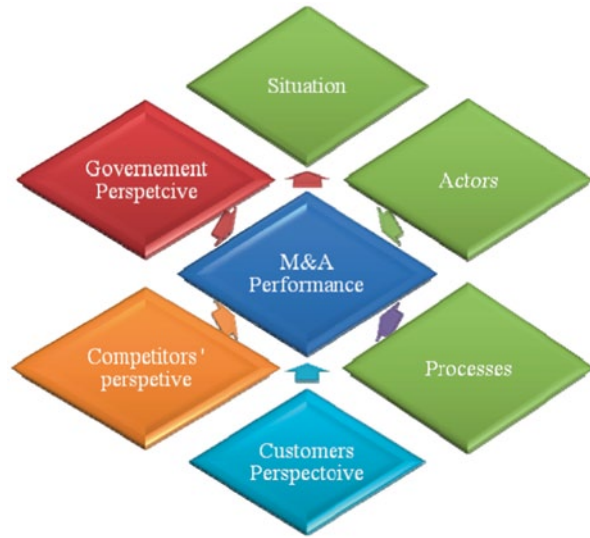 Situation
Governement
Perspetcive
Actors
M&A
Performance
Competitors'
perspetive
Processes
Customers
Perspectoive